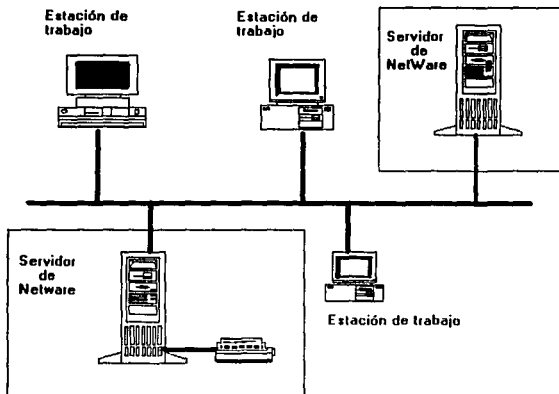 Estación de
trabajo
Estación de
trabajo
Servidor
de
NetWare
Servidor
de
Netware
Estación de trabajo